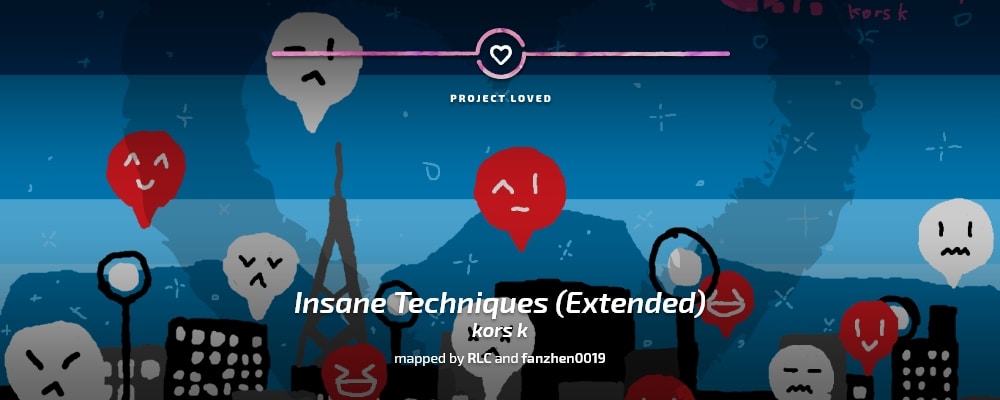 kors k
PROJECT LOVED
Insane Techniques (Extended)
kors k
mapped by RLC and fanzhen0019